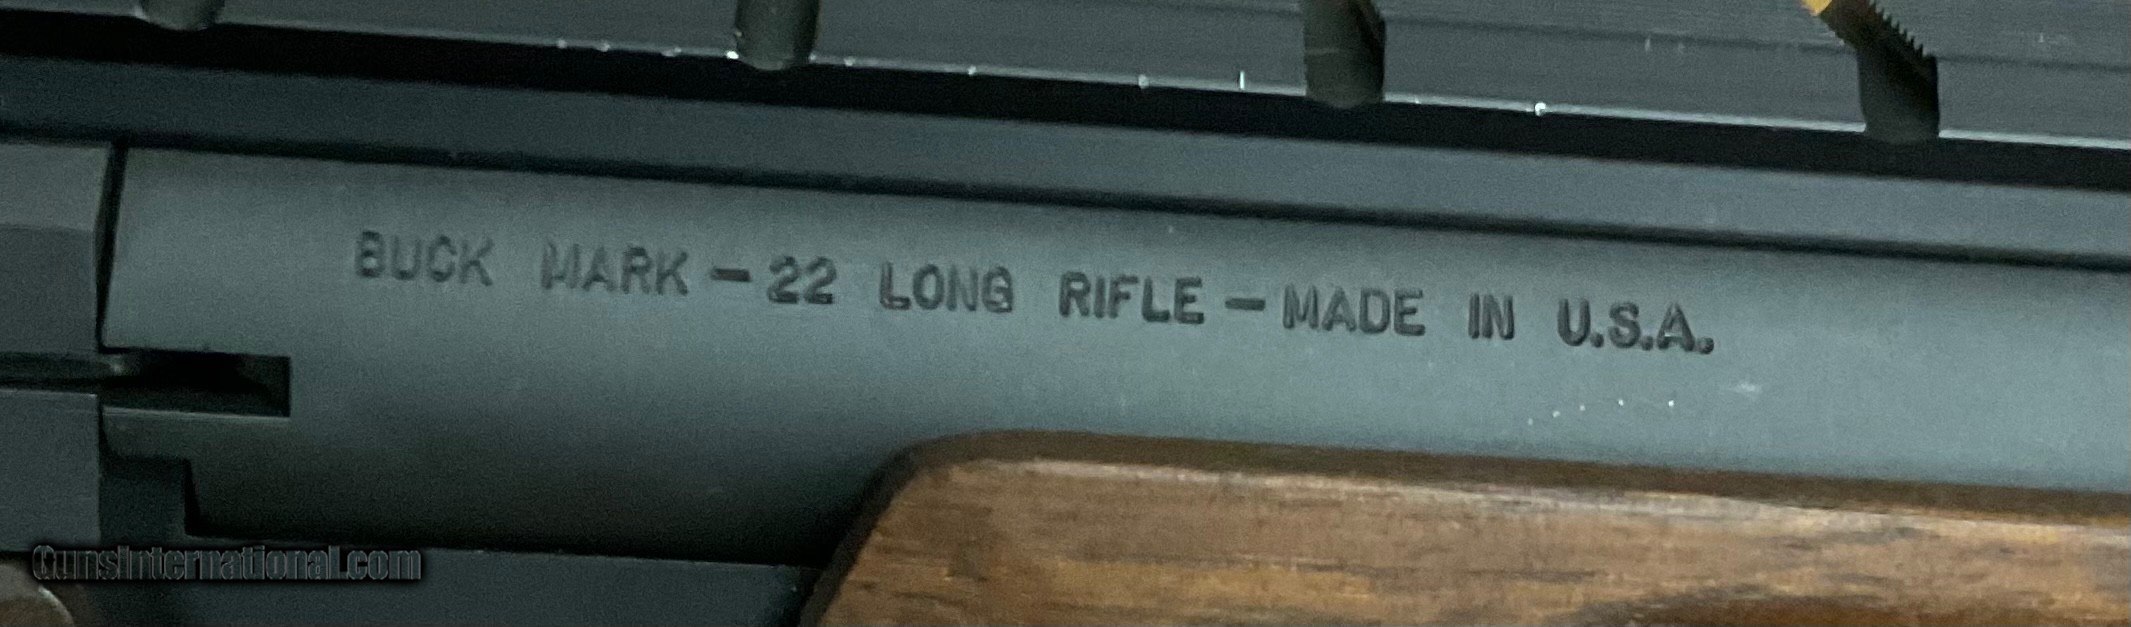 BUCK MARK - 22 LONG RIFLE - MADE IN U.S.A.
GunsInternational.com